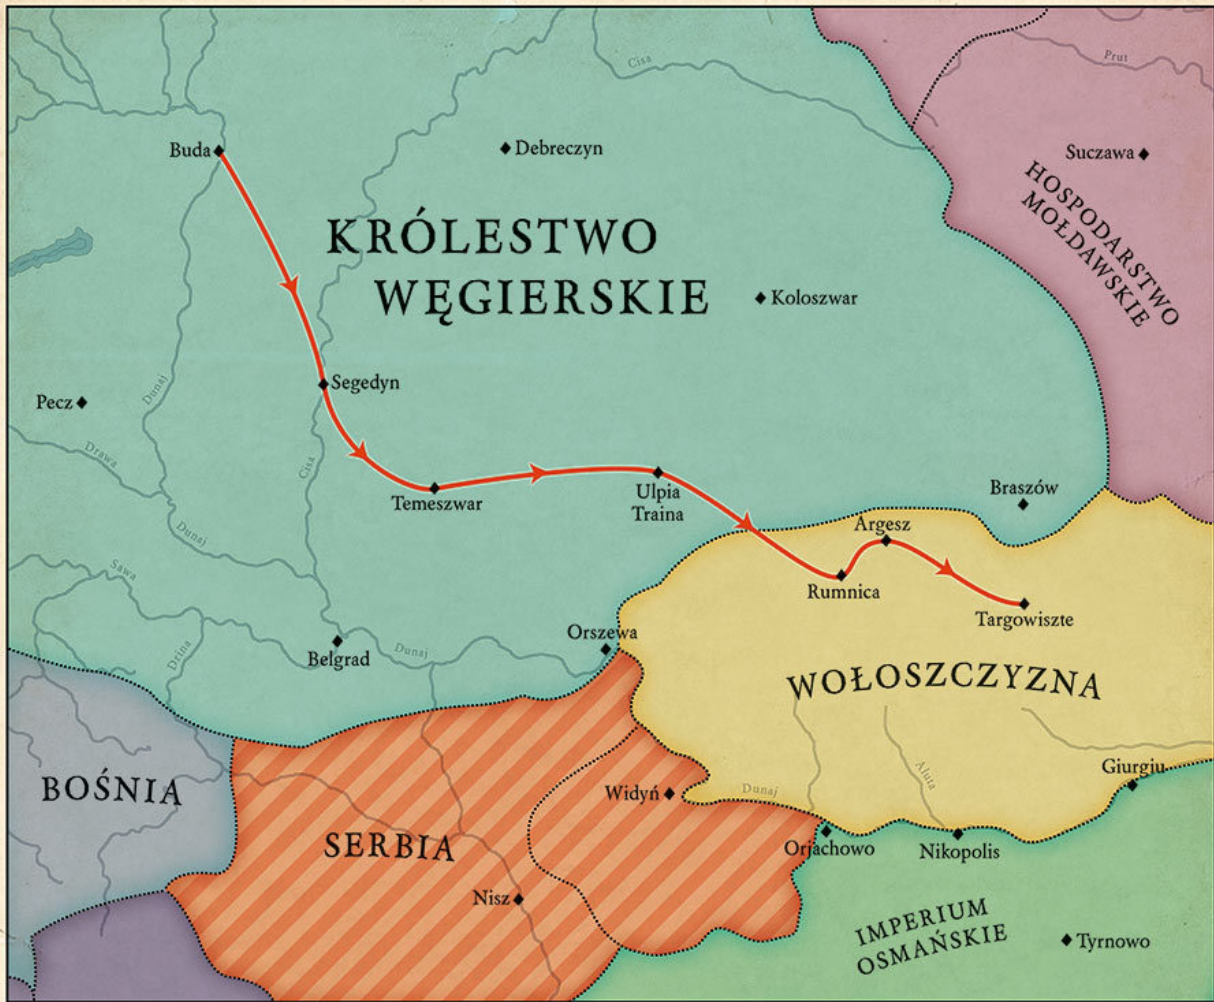 Cisa
Prut
Buda
Debreczyn
Suczawa
HOSPODARSTWO
MOŁDAWSKIE
KRÓLESTWO
WĘGIERSKIE
Koloszwar
Dunaj
Segedyn
Pecz
Drawa
Cisa
Temeszwar
Ulpia
Traina
Braszów
Argesz
Dunaj
Sawa
Rumnica
Targowiszte
Orszewa
Belgrad
Dunaj
Drina
WOŁOSZCZYZNA
BOŚNIA
Widyń
Dunaj
Aluta
Giurgiu
SERBIA
Orjachowo
Nikopolis
Nisz
IMPERIUM
OSMAŃSKIE
Tyrnowo